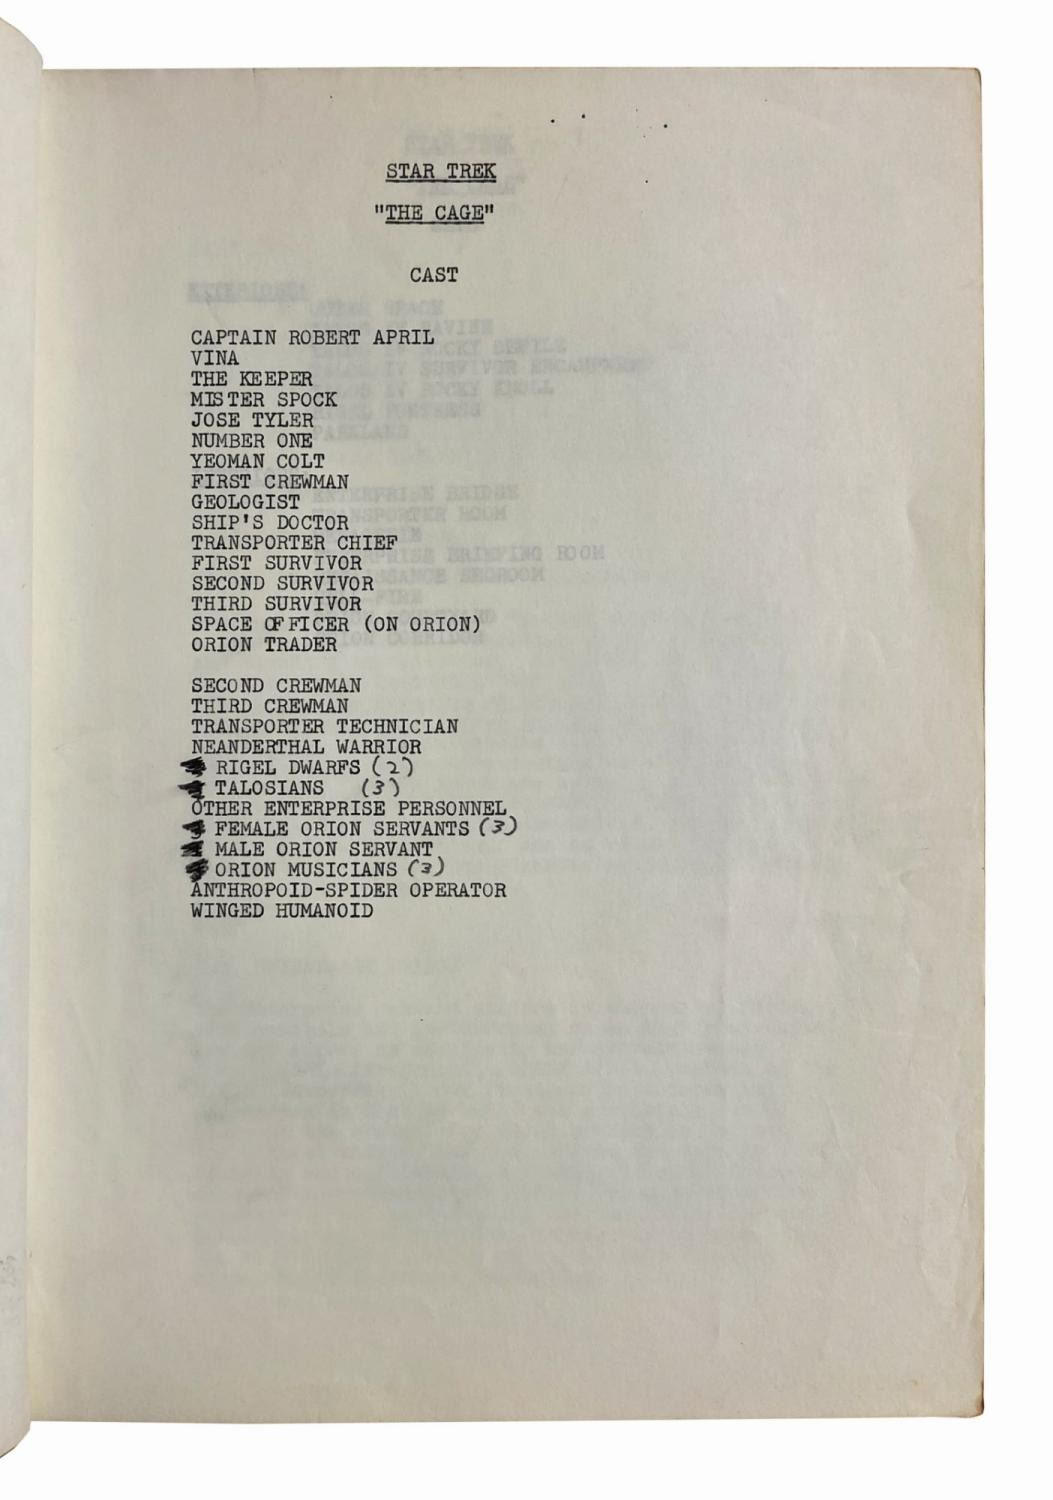 STAR TREK
"THE CAGE"
CAST
CAPTAIN ROBERT APRIL
VINA
THE KEEPER
MISTER SPOCK
JOSE TYLER
NUMBER ONE
YEOMAN COLT
FIRST CREWMAN
GEOLOGIST
SHIP'S DOCTOR
TRANSPORTER CHIEF
FIRST SURVIVOR
SECOND SURVIVOR
THIRD SURVIVOR
SPACE OFFICER (ON ORION)
ORION TRADER
SECOND CREWMAN
THIRD CREWMAN
TRANSPORTER TECHNICIAN
NEANDERTHAL WARRIOR
RIGEL DWARFS (2)
TALOSIANS (3)
OTHER ENTERPRISE PERSONNEL
FEMALE ORION SERVANTS (3)
MALE ORION SERVANT
ORION MUSICIANS (3)
ANTHROPOID-SPIDER OPERATOR
WINGED HUMANOID